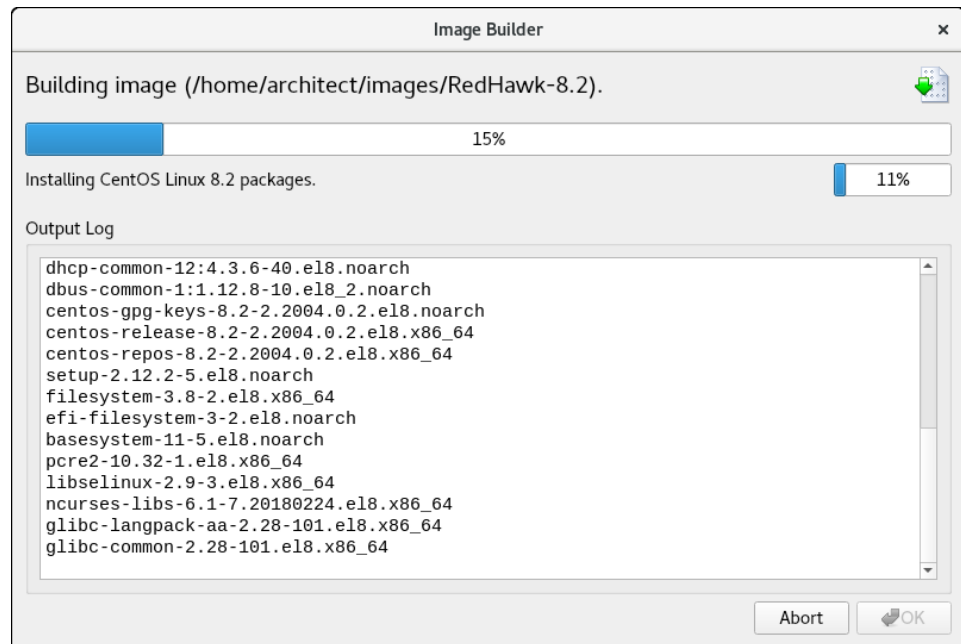 Image Builder
Building image (/home/architect/images/RedHawk-8.2).
15%
Installing CentOS Linux 8.2 packages.
11%
Output Log
dhcp-common-12:4.3.6-40.el8.noarch
dbus-common-1:1.12.8-10.el8_2.noarch
centos-gpg-keys-8.2-2.2004.0.2.el8.noarch
centos-release-8.2-2.2004.0.2.el8.x86_64
centos-repos-8.2-2.2004.0.2.el8.x86_64
setup-2.12.2-5.el8.noarch
filesystem-3.8-2.el8.x86_64
efi-filesystem-3-2.el8.noarch
basesystem-11-5.el8.noarch
pcre2-10.32-1.el8.x86_64
libselinux-2.9-3.el8.x86_64
ncurses-libs-6.1-7.20180224.el8.x86_64
glibc-langpack-aa-2.28-101.el8.x86_64
glibc-common-2.28-101.el8.x86_64
Abort
OK